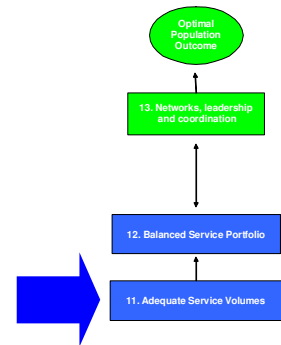 Optimal
Population
Outcome
13. Networks, leadership
and coordination
12. Balanced Service Portfolio
11. Adequate Service Volumes